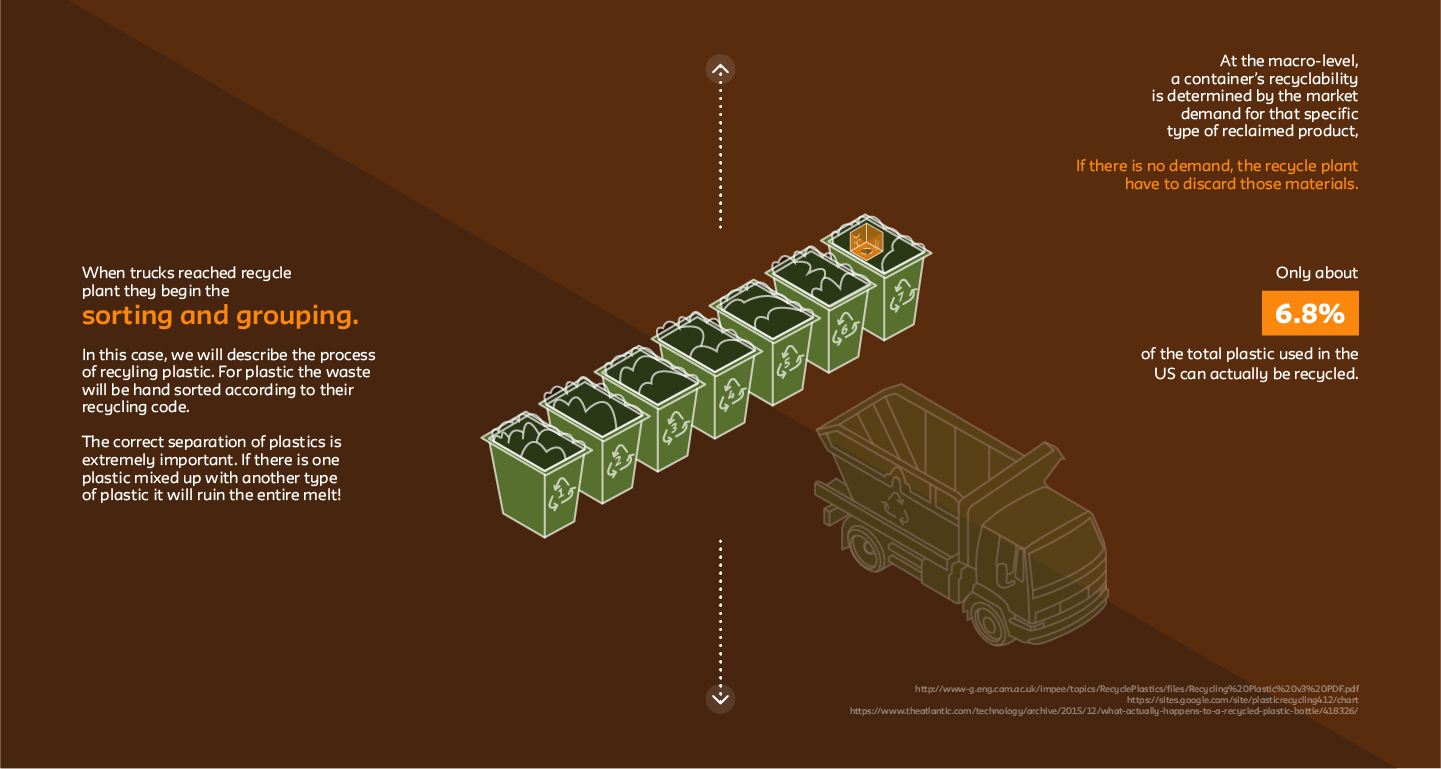 When trucks reached recycle
plant they begin the
sorting and grouping.
In this case, we will describe the process
of recyling plastic. For plastic the waste
will be hand sorted according to their
recycling code.
The correct separation of plastics is
extremely important. If there is one
plastic mixed up with another type
of plastic it will ruin the entire melt!
1
2
3
4
5
6
7
At the macro-level,
a container's recyclability
is determined by the market
demand for that specific
type of reclaimed product,
If there is no demand, the recycle plant
have to discard those materials.
Only about
6.8%
of the total plastic used in the
US can actually be recycled.
http://www-g.eng.cam.ac.uk/impee/topics/RecyclePlastics/files/Recycling%20Plastic%20v3%20PDF.pdf
https://sites.google.com/site/plasticrecycling412/chart
https://www.theatlantic.com/technology/archive/2015/12/what-actually-happens-to-a-recycled-plastic-bottle/418326/